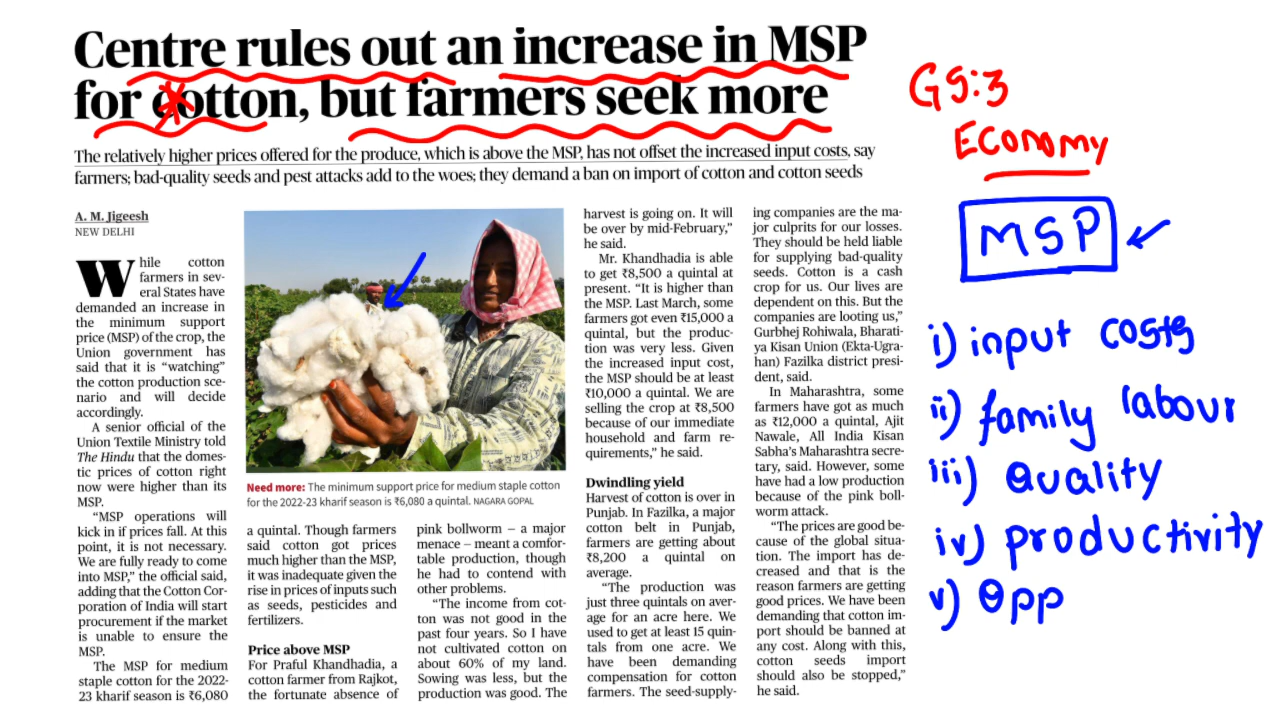 Centre rules out an increase in MSP
for cotton, but farmers seek more
The relatively higher prices offered for the produce, which is above the MSP, has not offset the increased input costs, say
farmers; bad-quality seeds and pest attacks add to the woes; they demand a ban on import of cotton and cotton seeds
A. M. Jigeesh
NEW DELHI
While cotton
farmers in sev-
eral States have
demanded an increase in
the minimum support
price (MSP) of the crop, the
Union government has
said that it is "watching"
the cotton production sce-
nario and will decide
accordingly.
A senior official of the
Union Textile Ministry told
The Hindu that the domes-
tic prices of cotton right
now were higher than its
MSP.
"MSP operations will
kick in if prices fall. At this
point, it is not necessary.
We are fully ready to come
into MSP," the official said,
adding that the Cotton Cor-
poration of India will start
procurement if the market
is unable to ensure the
MSP.
The MSP for medium
staple cotton for the 2022-
23 kharif season is ₹6,080
Need more: The minimum support price for medium staple cotton
for the 2022-23 kharif season is ₹6,080 a quintal. NAGARA GOPAL
a quintal. Though farmers
said cotton got prices
much higher than the MSP,
it was inadequate given the
rise in prices of inputs such
as seeds, pesticides and
fertilizers.
Price above MSP
For Praful Khandhadia, a
cotton farmer from Rajkot,
the fortunate absence of
pink bollworm – a major
menace – meant a comfor-
table production, though
he had to contend with
other problems.
"The income from cot-
ton was not good in the
past four years. So I have
not cultivated cotton on
about 60% of my land.
Sowing was less, but the
production was good. The
harvest is going on. It will
be over by mid-February,"
he said.
Mr. Khandhadia is able
to get ₹8,500 a quintal at
present. "It is higher than
the MSP. Last March, some
farmers got even ₹15,000 a
quintal, but the produc-
tion was very less. Given
the increased input cost,
the MSP should be at least
₹10,000 a quintal. We are
selling the crop at ₹8,500
because of our immediate
household and farm re-
quirements," he said.
Dwindling yield
Harvest of cotton is over in
Punjab. In Fazilka, a major
cotton belt in Punjab,
farmers are getting about
₹8,200 a quintal on
average.
"The production was
just three quintals on aver-
age for an acre here. We
used to get at least 15 quin-
tals from one acre. We
have been demanding
compensation for cotton
farmers. The seed-supply-
ing companies are the ma-
jor culprits for our losses.
They should be held liable
for supplying bad-quality
seeds. Cotton is a cash
crop for us. Our lives are
dependent on this. But the
companies are looting us,"
Gurbhej Rohiwala, Bharati-
ya Kisan Union (Ekta-Ugra-
han) Fazilka district presi-
dent, said.
In Maharashtra, some
farmers have got as much
as ₹12,000 a quintal, Ajit
Nawale, All India Kisan
Sabha's Maharashtra secre-
tary, said. However, some
have had a low production
because of the pink boll-
worm attack.
"The prices are good be-
cause of the global situa-
tion. The import has de-
creased and that is the
reason farmers are getting
good prices. We have been
demanding that cotton im-
port should be banned at
any cost. Along with this,
cotton seeds import
should also be stopped,"
he said.
GS:3
Economy
MSP
i) input costs
ii) family labour
iii) Quality
iv) productivity
v) Opp